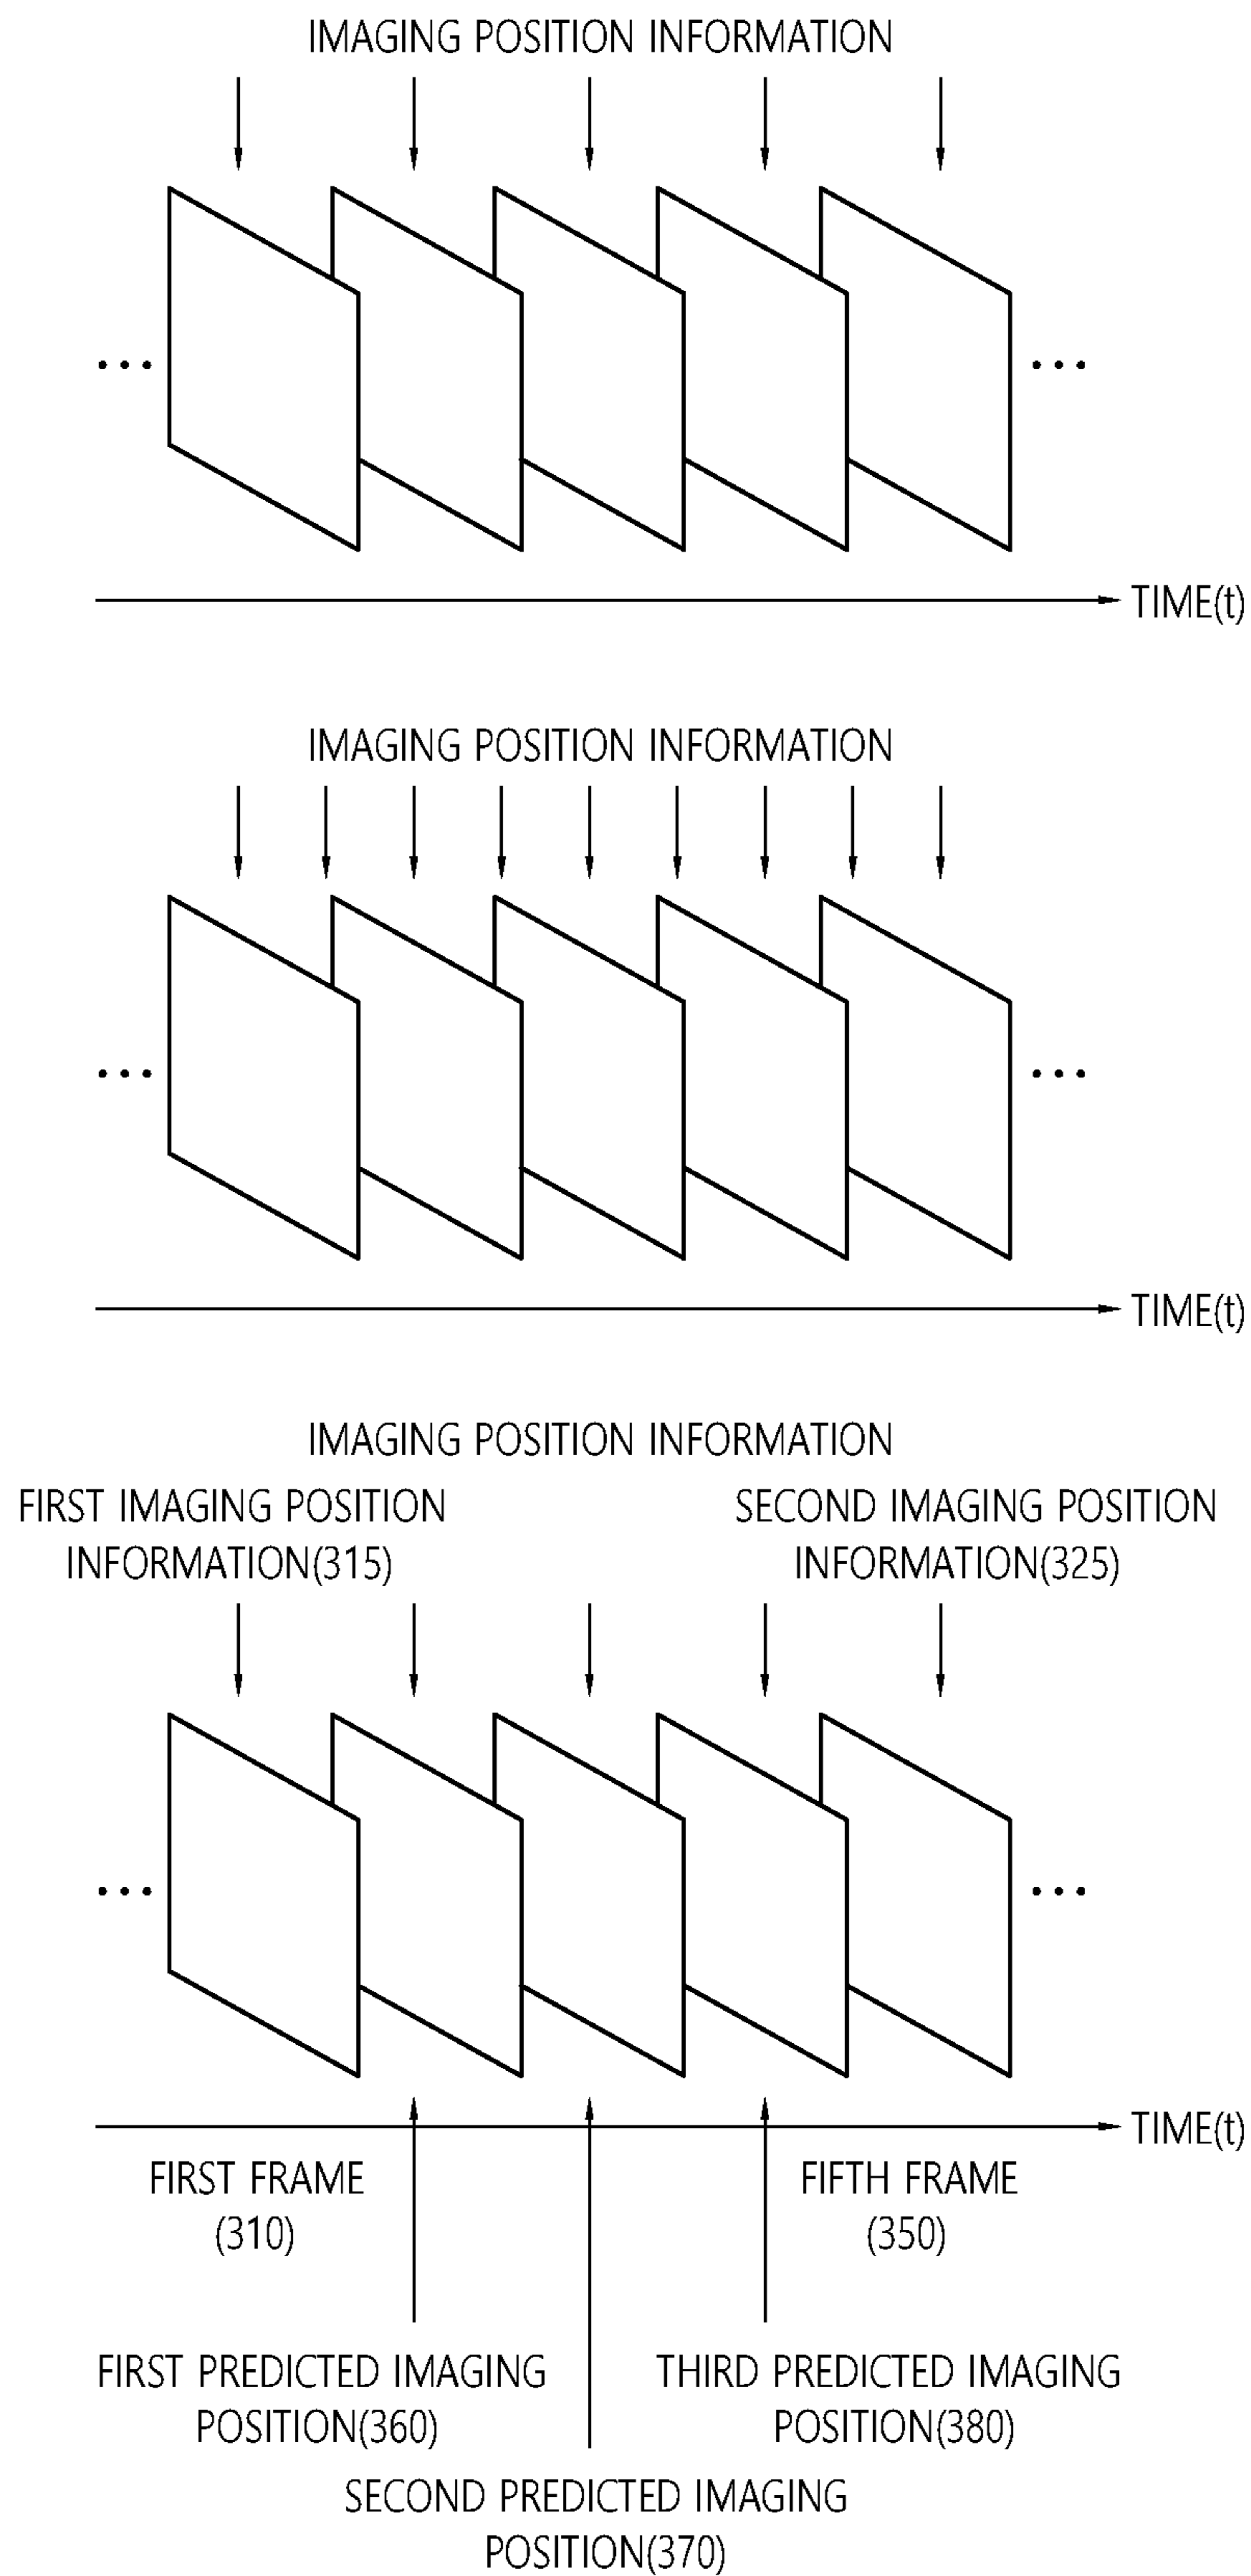 IMAGING POSITION INFORMATION
TIME(t)
IMAGING POSITION INFORMATION
TIME(t)
IMAGING POSITION INFORMATION
FIRST IMAGING POSITION
INFORMATION(315)
SECOND IMAGING POSITION
INFORMATION(325)
TIME(t)
FIRST FRAME
(310)
FIFTH FRAME
(350)
FIRST PREDICTED IMAGING
POSITION(360)
THIRD PREDICTED IMAGING
POSITION(380)
SECOND PREDICTED IMAGING
POSITION(370)